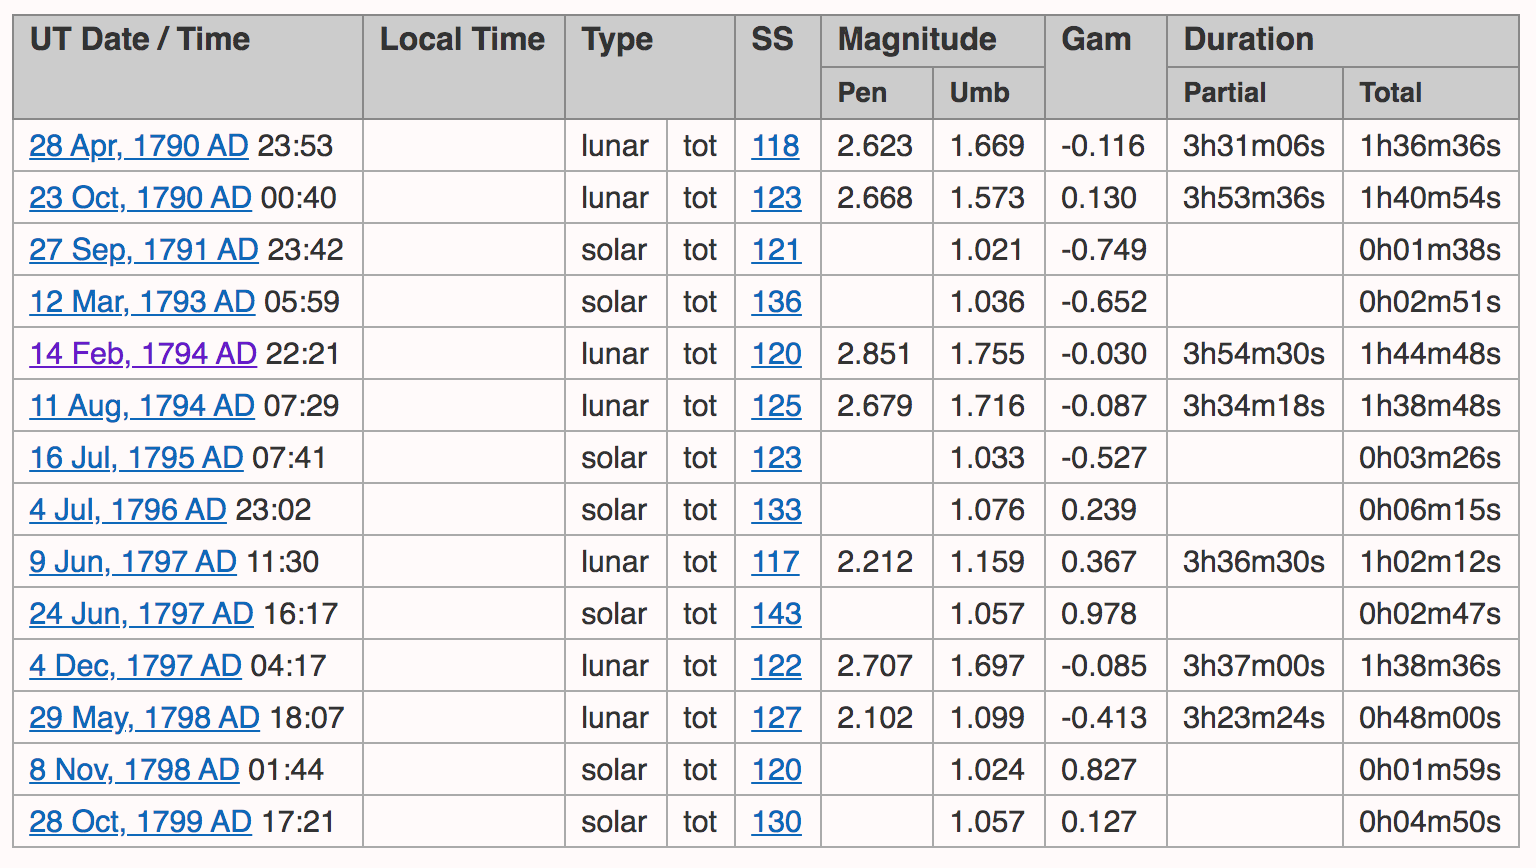 UT Date / Time Local Time Type SS Magnitude Gam Duration
Pen Umb Partial Total
28 Apr, 1790 AD 23:53 lunar tot 118 2.623 1.669 -0.116 3h31m06s 1h36m36s
23 Oct, 1790 AD 00:40 lunar tot 123 2.668 1.573 0.130 3h53m36s 1h40m54s
27 Sep, 1791 AD 23:42 solar tot 121 1.021 -0.749 0h01m38s
12 Mar, 1793 AD 05:59 solar tot 136 1.036 -0.652 0h02m51s
14 Feb, 1794 AD 22:21 lunar tot 120 2.851 1.755 -0.030 3h54m30s 1h44m48s
11 Aug, 1794 AD 07:29 lunar tot 125 2.679 1.716 -0.087 3h34m18s 1h38m48s
16 Jul, 1795 AD 07:41 solar tot 123 1.033 -0.527 0h03m26s
4 Jul, 1796 AD 23:02 solar tot 133 1.076 0.239 0h06m15s
9 Jun, 1797 AD 11:30 lunar tot 117 2.212 1.159 0.367 3h36m30s 1h02m12s
24 Jun, 1797 AD 16:17 solar tot 143 1.057 0.978 0h02m47s
4 Dec, 1797 AD 04:17 lunar tot 122 2.707 1.697 -0.085 3h37m00s 1h38m36s
29 May, 1798 AD 18:07 lunar tot 127 2.102 1.099 -0.413 3h23m24s 0h48m00s
8 Nov, 1798 AD 01:44 solar tot 120 1.024 0.827 0h01m59s
28 Oct, 1799 AD 17:21 solar tot 130 1.057 0.127 0h04m50s